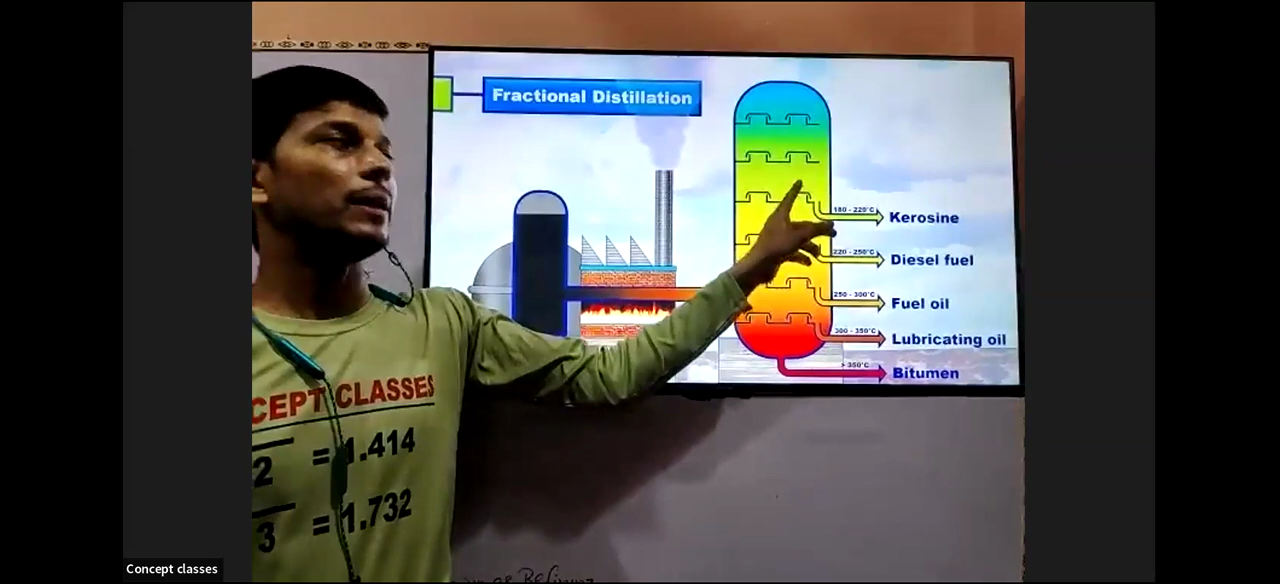 Fractional Distillation
180 - 220°C
Kerosine
220 - 250°C
Diesel fuel
250 - 300°C
Fuel oil
300 - 350°C
Lubricating oil
> 350°C
Bitumen
CEPT CLASSES
2 = 1.414
3 = 1.732
Concept classes